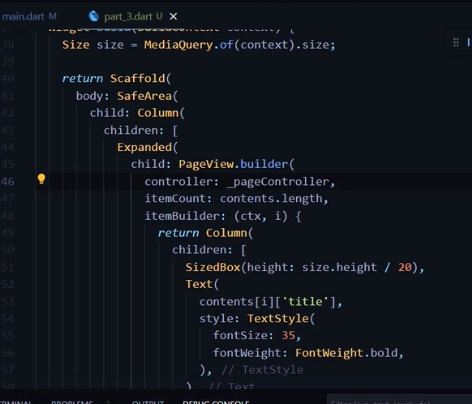 main.dart M
part_3.dart U ×
Widget build(BuildContext context) {
38 Size size = MediaQuery.of(context).size;
39
40 return Scaffold(
41 body: SafeArea(
42 child: Column(
43 children: [
44 Expanded(
45 child: PageView.builder(
46 controller: _pageController,
47 itemCount: contents.length,
48 itemBuilder: (ctx, i) {
49 return Column(
50 children: [
51 SizedBox(height: size.height / 20),
52 Text(
53 contents[i]['title'],
54 style: TextStyle(
55 fontSize: 35,
56 fontWeight: FontWeight.bold,
57 ), // TextStyle
58 ) // Text
TERMINAL PROBLEMS OUTPUT DEBUG CONSOLE